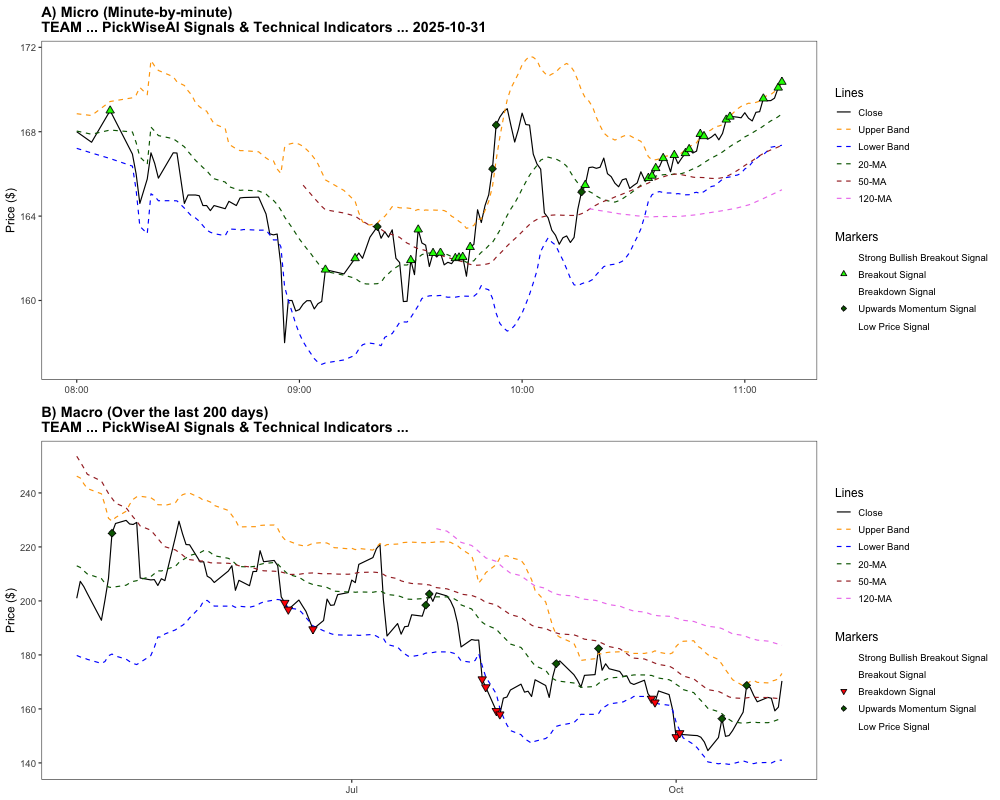 A) Micro (Minute-by-minute)
TEAM ... PickWiseAI Signals & Technical Indicators ... 2025-10-31
172
168
164
160
Price ($)
08:00
09:00
10:00
11:00
Lines
Close
Upper Band
Lower Band
20-MA
50-MA
120-MA
Markers
Strong Bullish Breakout Signal
Breakout Signal
Breakdown Signal
Upwards Momentum Signal
Low Price Signal
B) Macro (Over the last 200 days)
TEAM ... PickWiseAI Signals & Technical Indicators ...
240
220
200
180
160
140
Price ($)
Jul
Oct
Lines
Close
Upper Band
Lower Band
20-MA
50-MA
120-MA
Markers
Strong Bullish Breakout Signal
Breakout Signal
Breakdown Signal
Upwards Momentum Signal
Low Price Signal